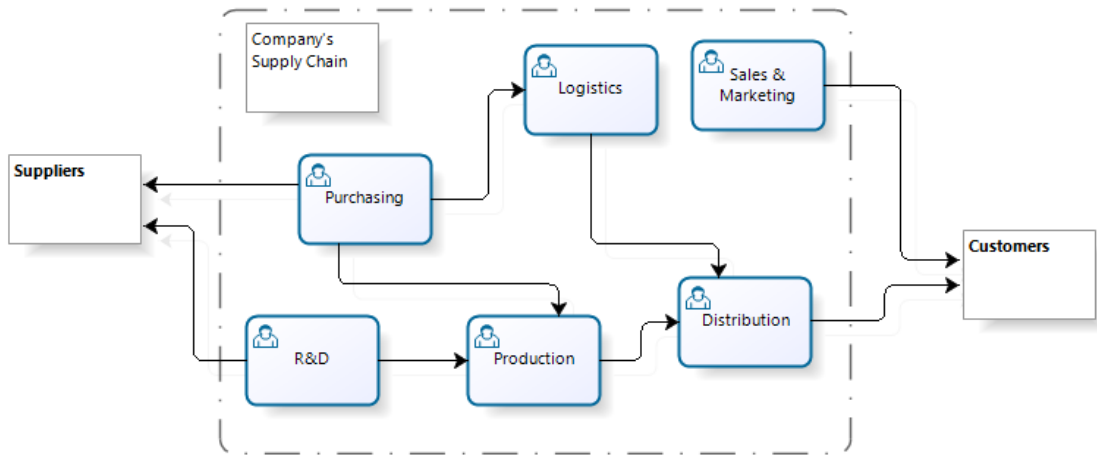 Company's
Supply Chain
Logistics
Sales &
Marketing
Suppliers
Purchasing
Customers
Distribution
R&D
Production